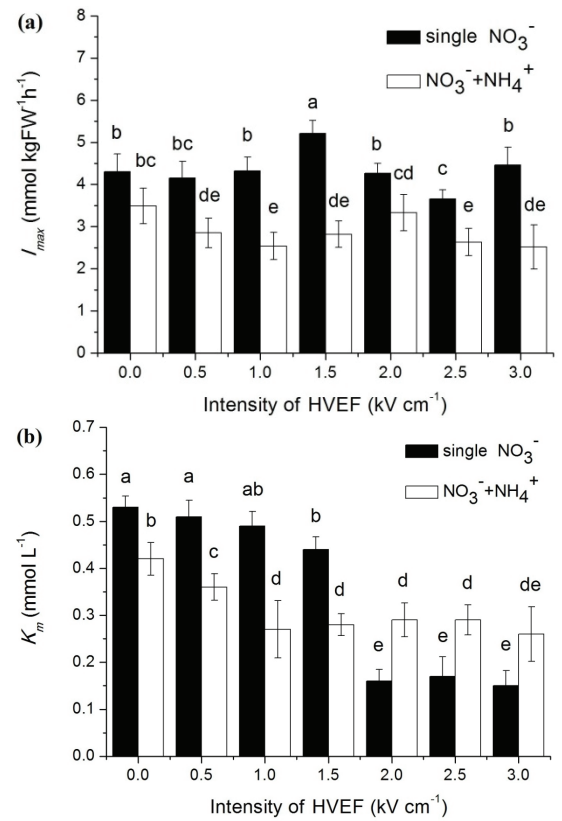 (a)
8
7
6
5
4
3
2
1
0
I_max (mmol kgFW⁻¹h⁻¹)
single NO₃⁻
NO₃⁻+NH₄⁺
b bc bc de b e a de b cd c e b de
0.0 0.5 1.0 1.5 2.0 2.5 3.0
Intensity of HVEF (kV cm⁻¹)
(b)
0.7
0.6
0.5
0.4
0.3
0.2
0.1
0.0
K_m (mmol L⁻¹)
single NO₃⁻
NO₃⁻+NH₄⁺
a b a c ab d b d e d e d e de
0.0 0.5 1.0 1.5 2.0 2.5 3.0
Intensity of HVEF (kV cm⁻¹)